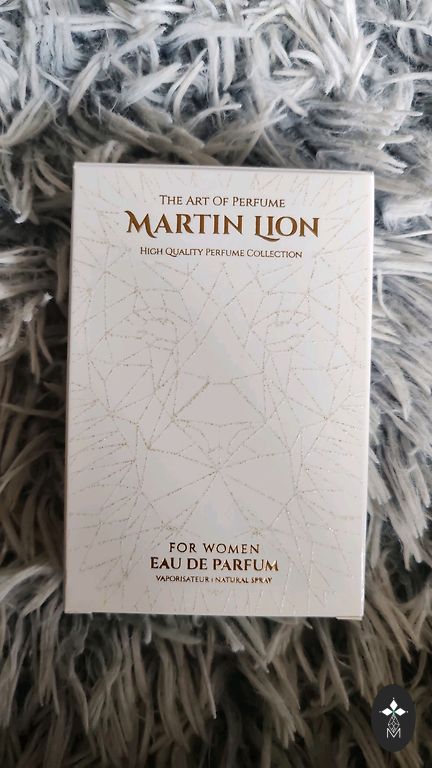 The Art Of Perfume
Martin Lion
High Quality Perfume Collection
FOR WOMEN
EAU DE PARFUM
VAPORISATEUR | NATURAL SPRAY
M